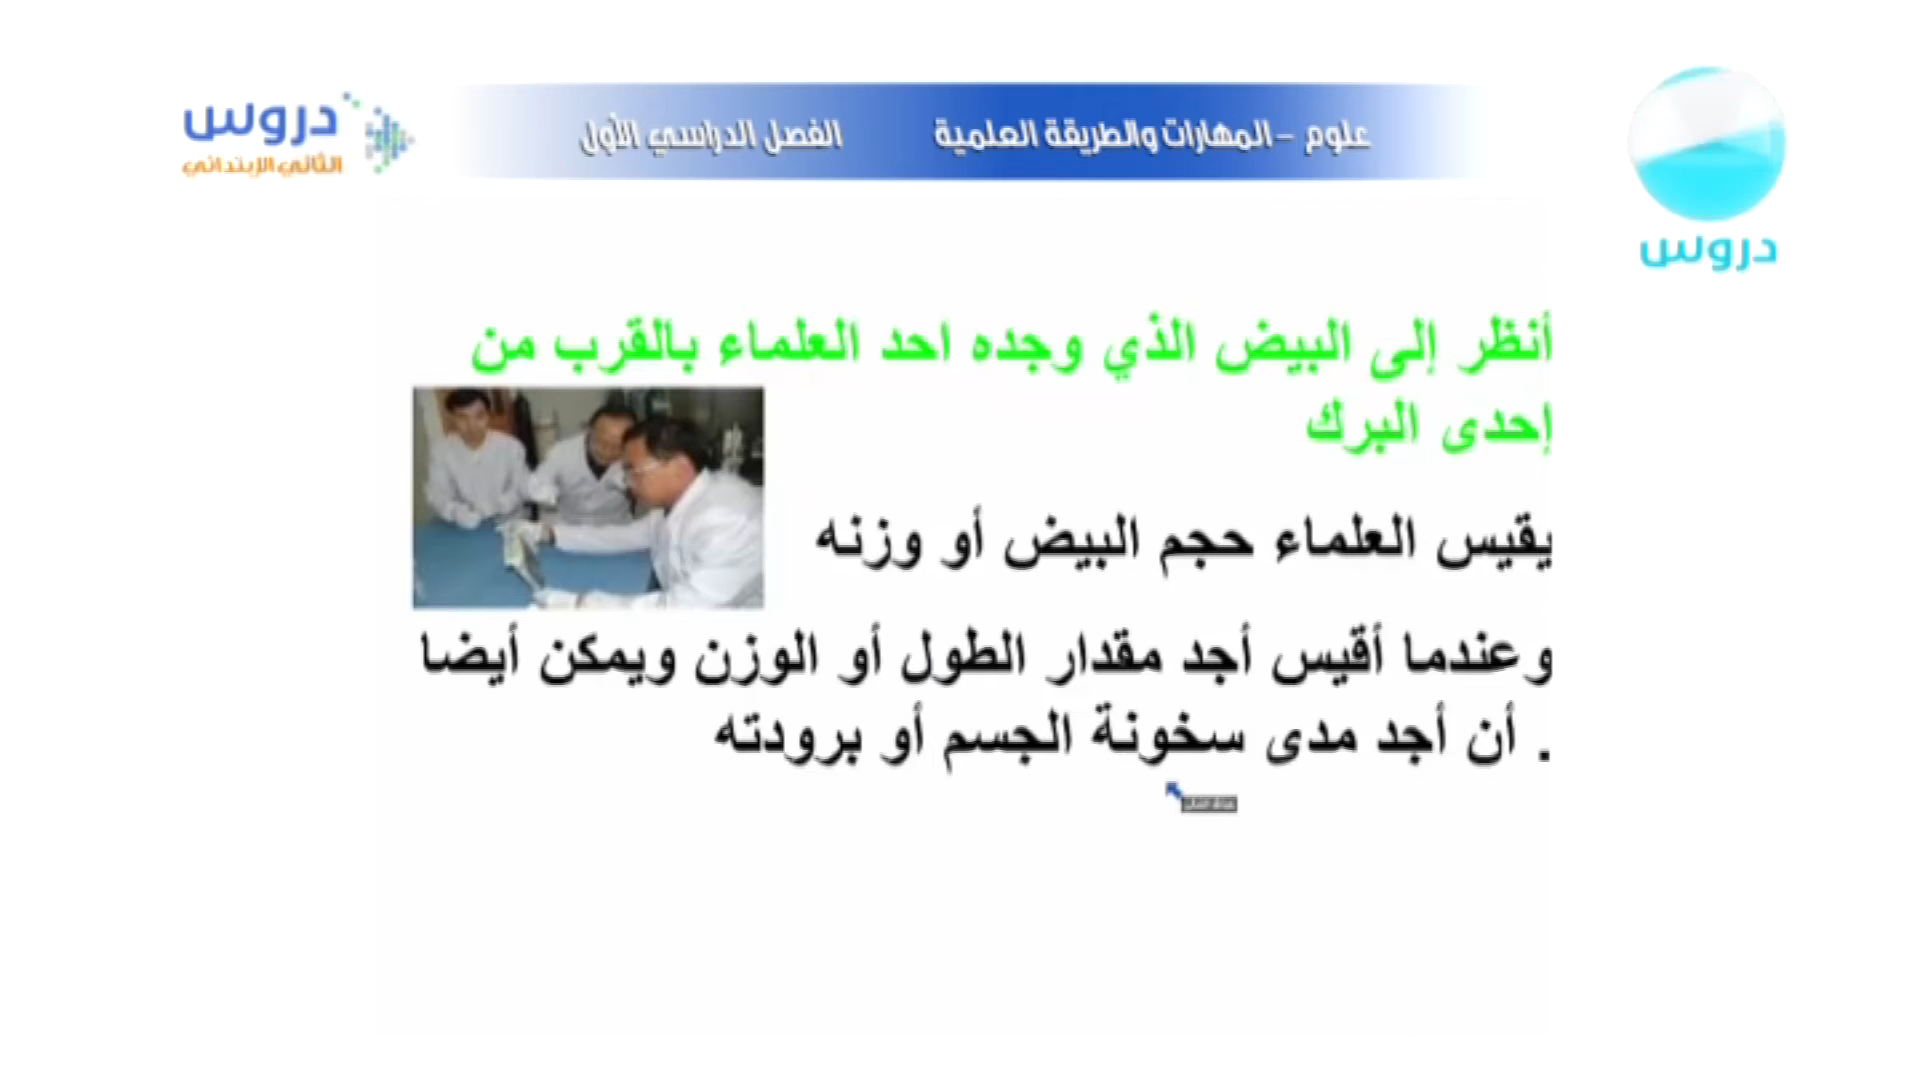 دروس
الثاني الابتدائي
علوم – المهارات والطريقة العلمية الفصل الدراسي الأول
دروس
أنظر إلى البيض الذي وجده احد العلماء بالقرب من
إحدى البرك
يقيس العلماء حجم البيض أو وزنه
وعندما أقيس أجد مقدار الطول أو الوزن ويمكن أيضا
. أن أجد مدى سخونة الجسم أو برودته